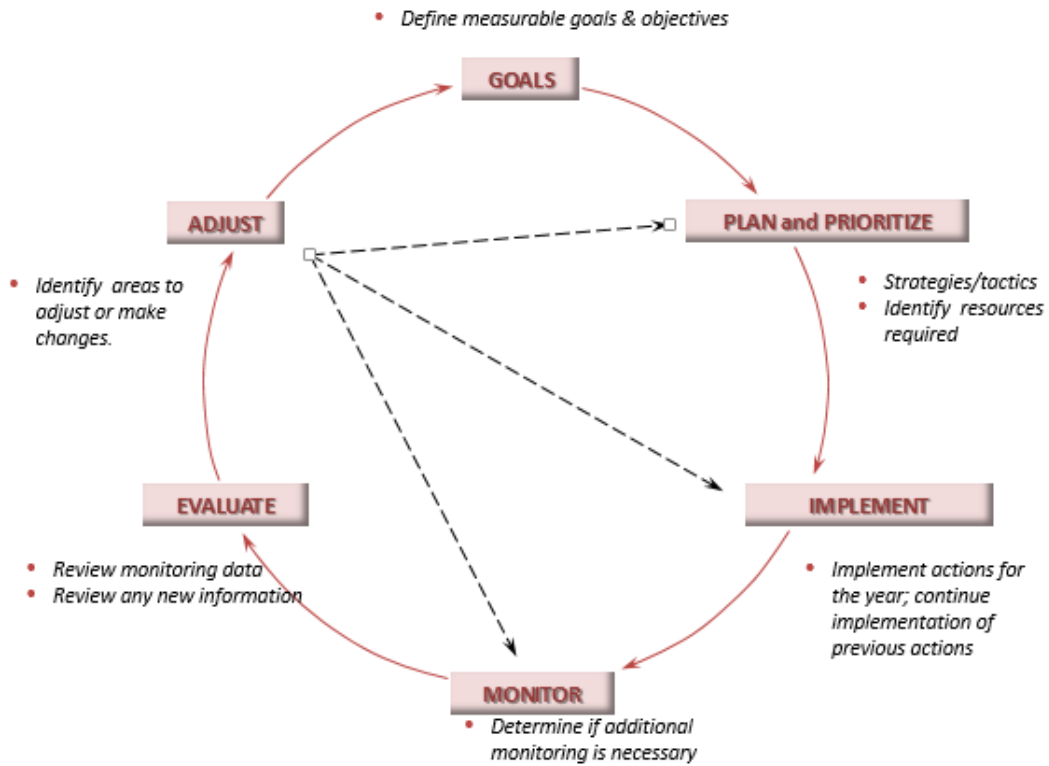 • Define measurable goals & objectives
GOALS
PLAN and PRIORITIZE
• Strategies/tactics
• Identify resources
required
IMPLEMENT
• Implement actions for
the year; continue
implementation of
previous actions
MONITOR
• Determine if additional
monitoring is necessary
EVALUATE
• Review monitoring data
• Review any new information
ADJUST
• Identify areas to
adjust or make
changes.